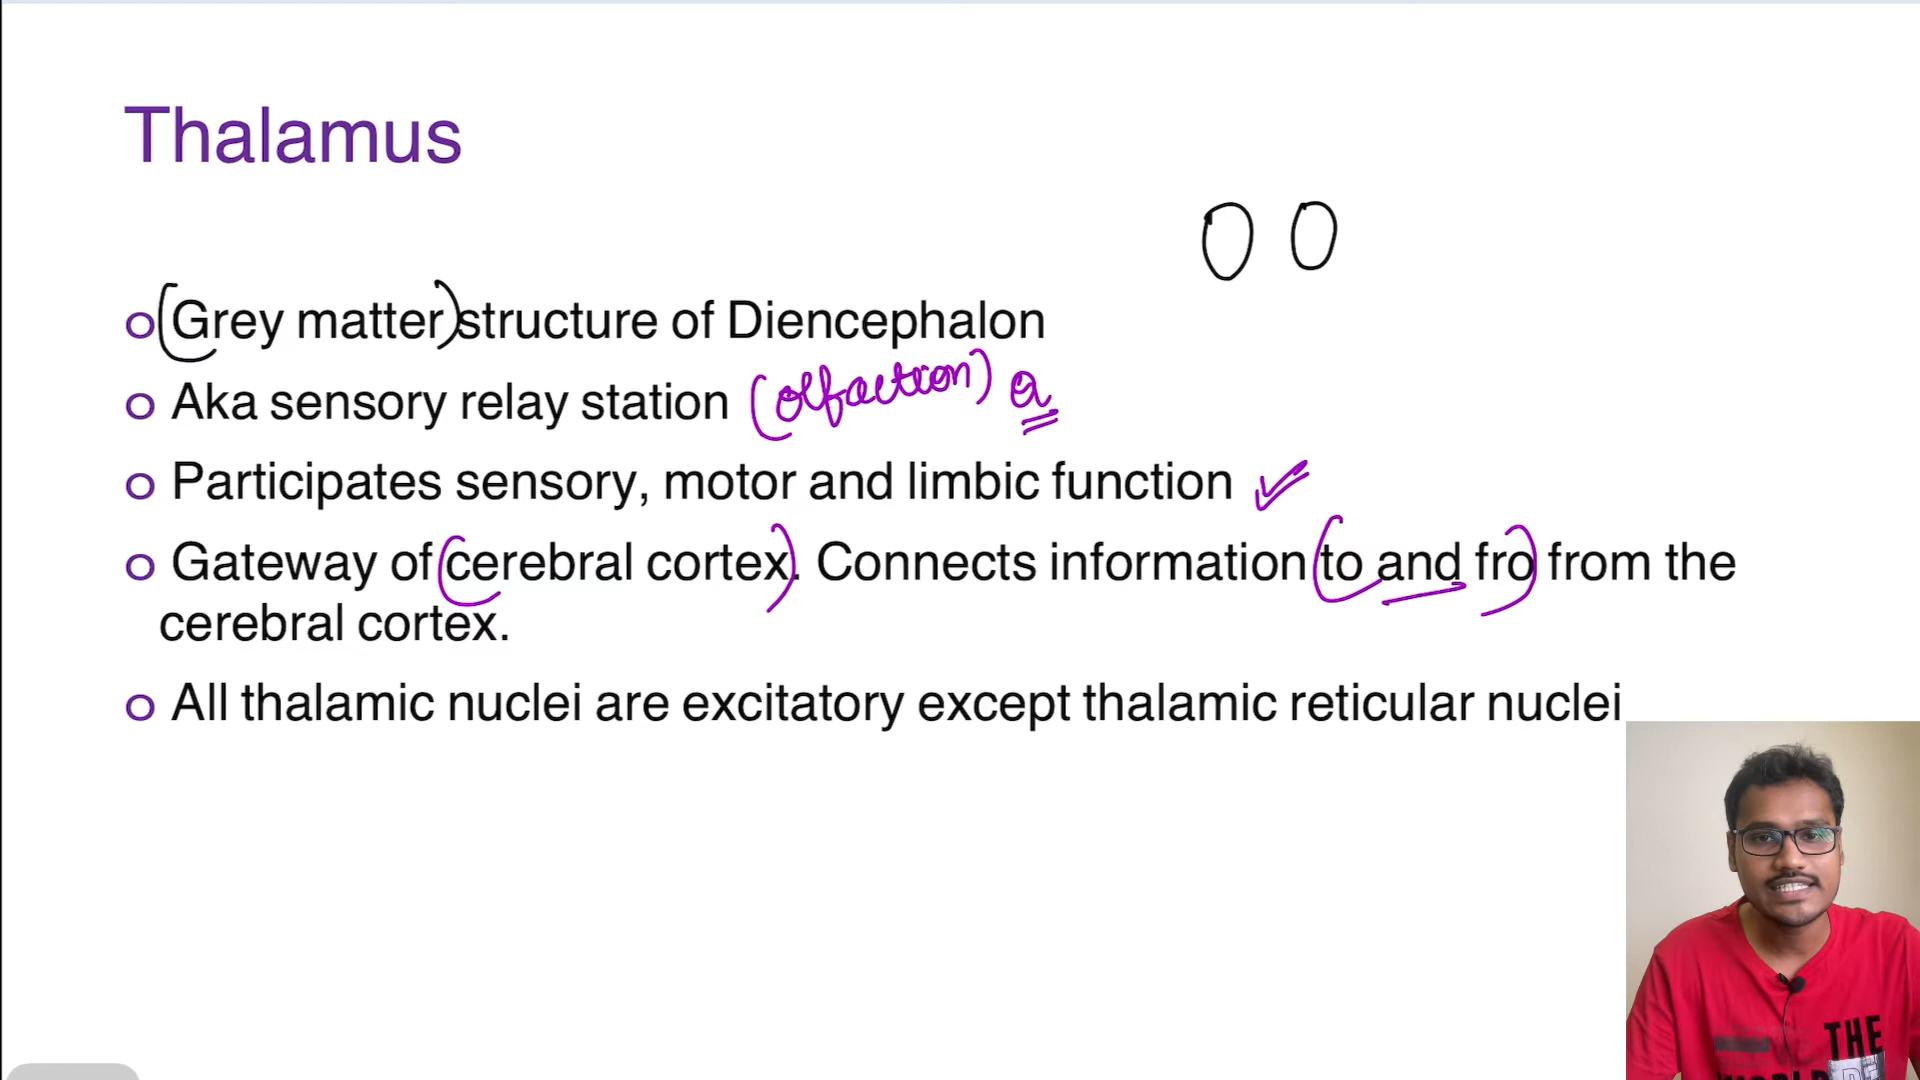 Thalamus
Grey matter structure of Diencephalon
Aka sensory relay station (olfaction) Q
Participates sensory, motor and limbic function
Gateway of cerebral cortex. Connects information to and fro from the
cerebral cortex.
All thalamic nuclei are excitatory except thalamic reticular nuclei
THE